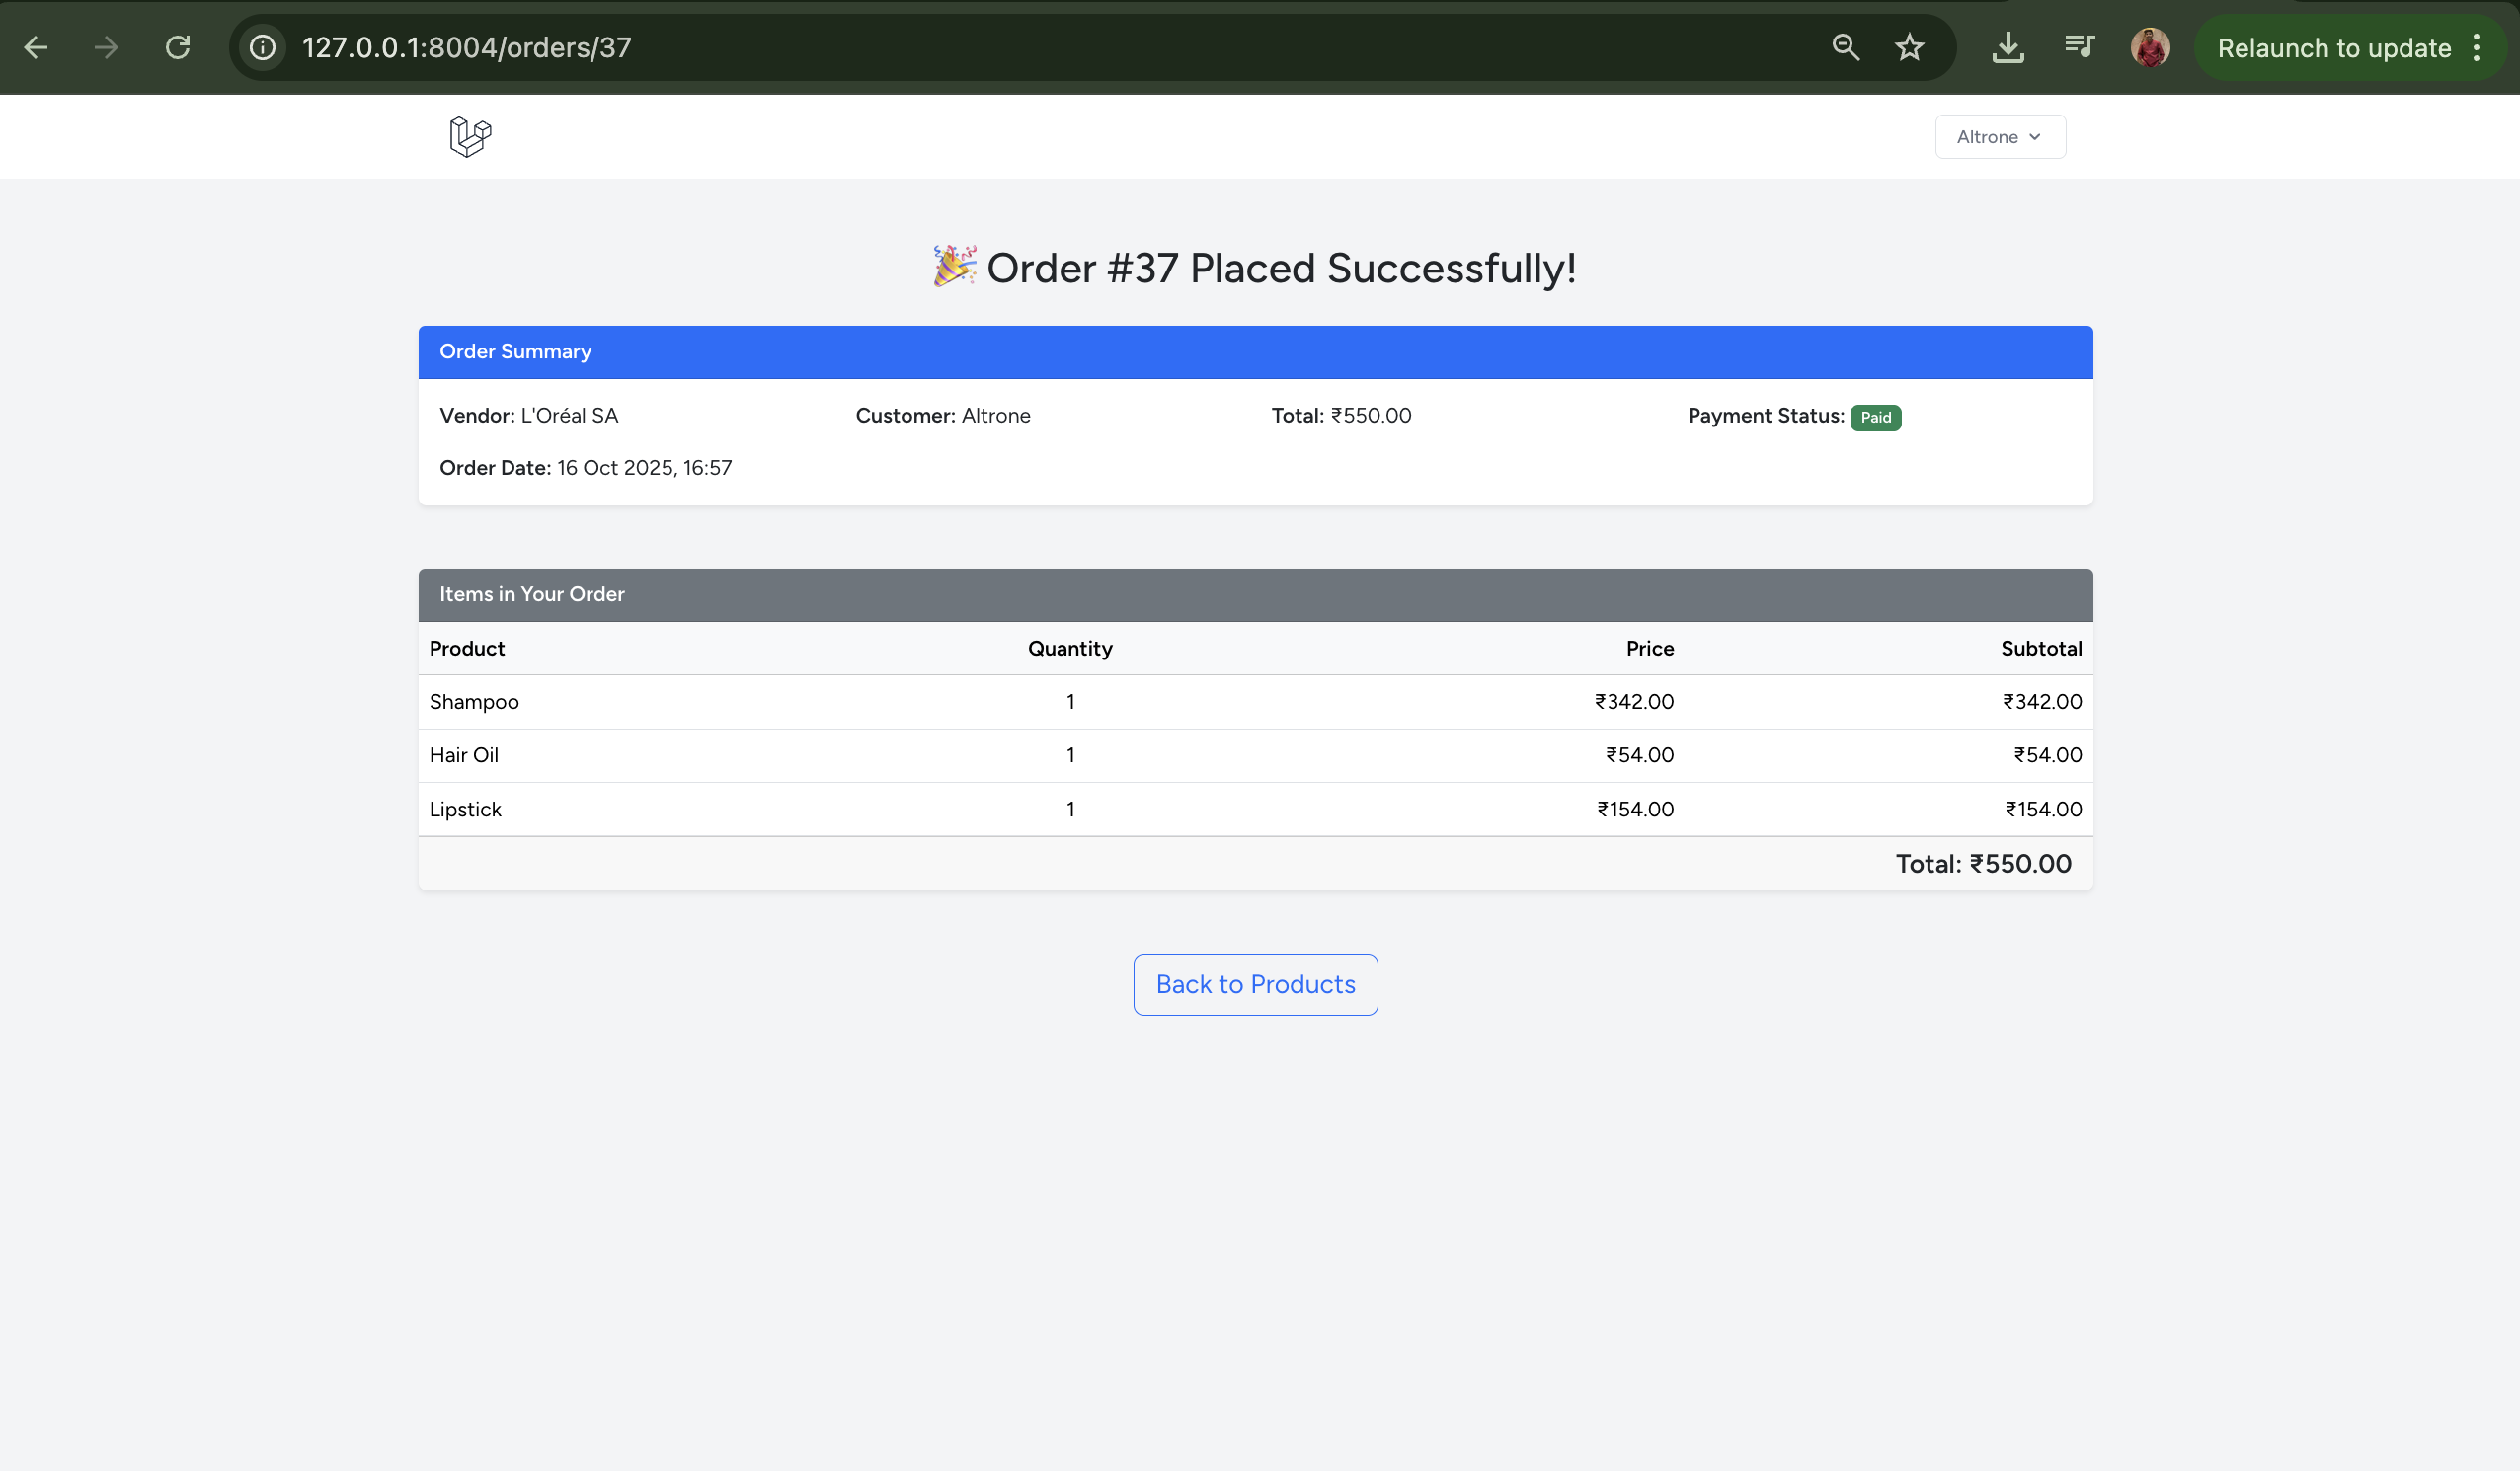 127.0.0.1:8004/orders/37
Relaunch to update
Altrone
🎉 Order #37 Placed Successfully!
Order Summary
Vendor: L'Oréal SA Customer: Altrone Total: ₹550.00 Payment Status: Paid
Order Date: 16 Oct 2025, 16:57
Items in Your Order
Product Quantity Price Subtotal
Shampoo 1 ₹342.00 ₹342.00
Hair Oil 1 ₹54.00 ₹54.00
Lipstick 1 ₹154.00 ₹154.00
Total: ₹550.00
Back to Products